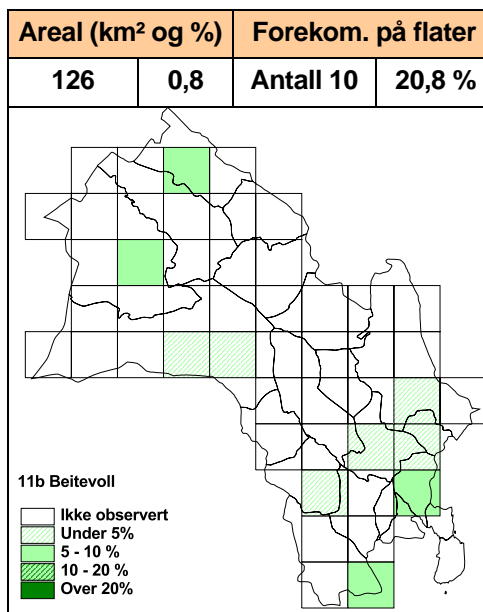 Areal (km² og %) Forekom. på flater
126 0,8 Antall 10 20,8 %
11b Beitevoll
Ikke observert
Under 5%
5 - 10 %
10 - 20 %
Over 20%